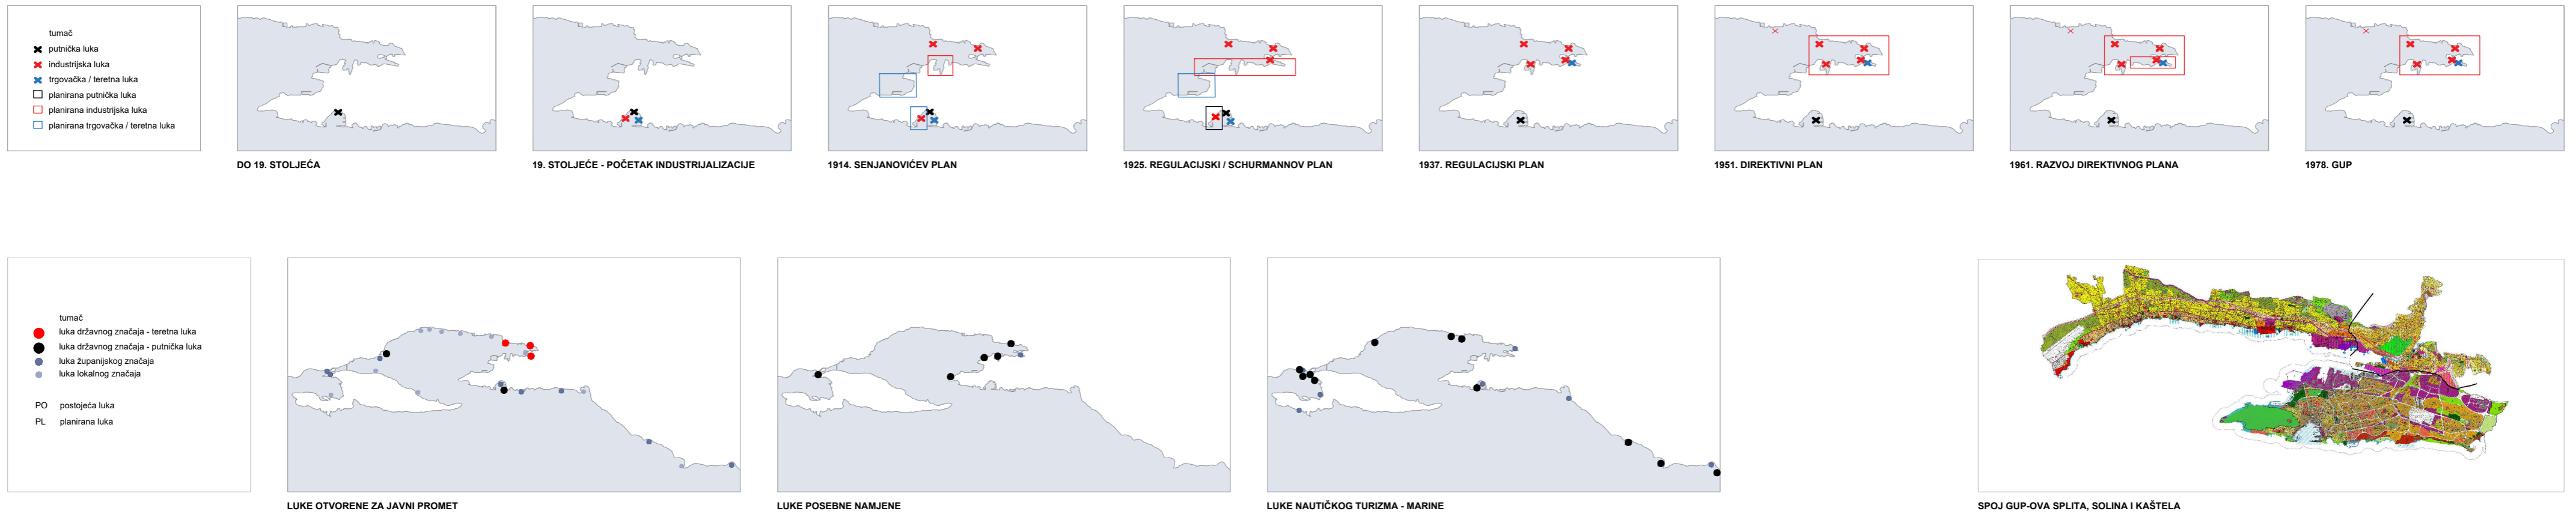 tumač
putnička luka
industrijska luka
trgovačka / teretna luka
planirana putnička luka
planirana industrijska luka
planirana trgovačka / teretna luka
DO 19. STOLJEĆA
19. STOLJEĆE - POČETAK INDUSTRIJALIZACIJE
1914. SENJANOVIĆEV PLAN
1925. REGULACIJSKI / SCHURMANNOV PLAN
1937. REGULACIJSKI PLAN
1951. DIREKTIVNI PLAN
1961. RAZVOJ DIREKTIVNOG PLANA
1978. GUP
tumač
luka državnog značaja - teretna luka
luka državnog značaja - putnička luka
luka županijskog značaja
luka lokalnog značaja
PO postojeća luka
PL planirana luka
LUKE OTVORENE ZA JAVNI PROMET
LUKE POSEBNE NAMJENE
LUKE NAUTIČKOG TURIZMA - MARINE
SPOJ GUP-OVA SPLITA, SOLINA I KAŠTELA